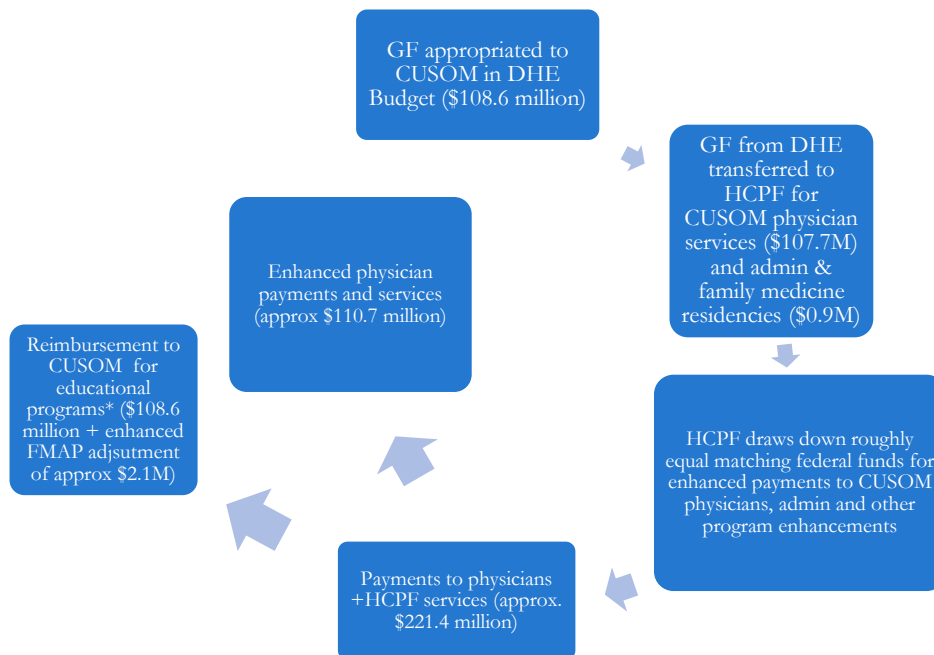 GF appropriated to
CUSOM in DHE
Budget ($108.6 million)
GF from DHE
transferred to
HCPF for
CUSOM physician
services ($107.7M)
and admin &
family medicine
residencies ($0.9M)
HCPF draws down roughly
equal matching federal funds for
enhanced payments to CUSOM
physicians, admin and other
program enhancements
Payments to physicians
+HCPF services (approx.
$221.4 million)
Enhanced physician
payments and services
(approx $110.7 million)
Reimbursement to
CUSOM for
educational
programs* ($108.6
million + enhanced
FMAP adjsutment
of approx $2.1M)